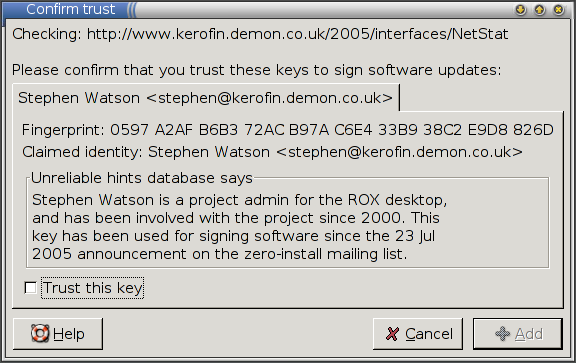 Confirm trust
Checking: http://www.kerofin.demon.co.uk/2005/interfaces/NetStat
Please confirm that you trust these keys to sign software updates:
Stephen Watson <stephen@kerofin.demon.co.uk>
Fingerprint: 0597 A2AF B6B3 72AC B97A C6E4 33B9 38C2 E9D8 826D
Claimed identity: Stephen Watson <stephen@kerofin.demon.co.uk>
Unreliable hints database says
Stephen Watson is a project admin for the ROX desktop,
and has been involved with the project since 2000. This
key has been used for signing software since the 23 Jul
2005 announcement on the zero-install mailing list.
Trust this key
Help Cancel Add